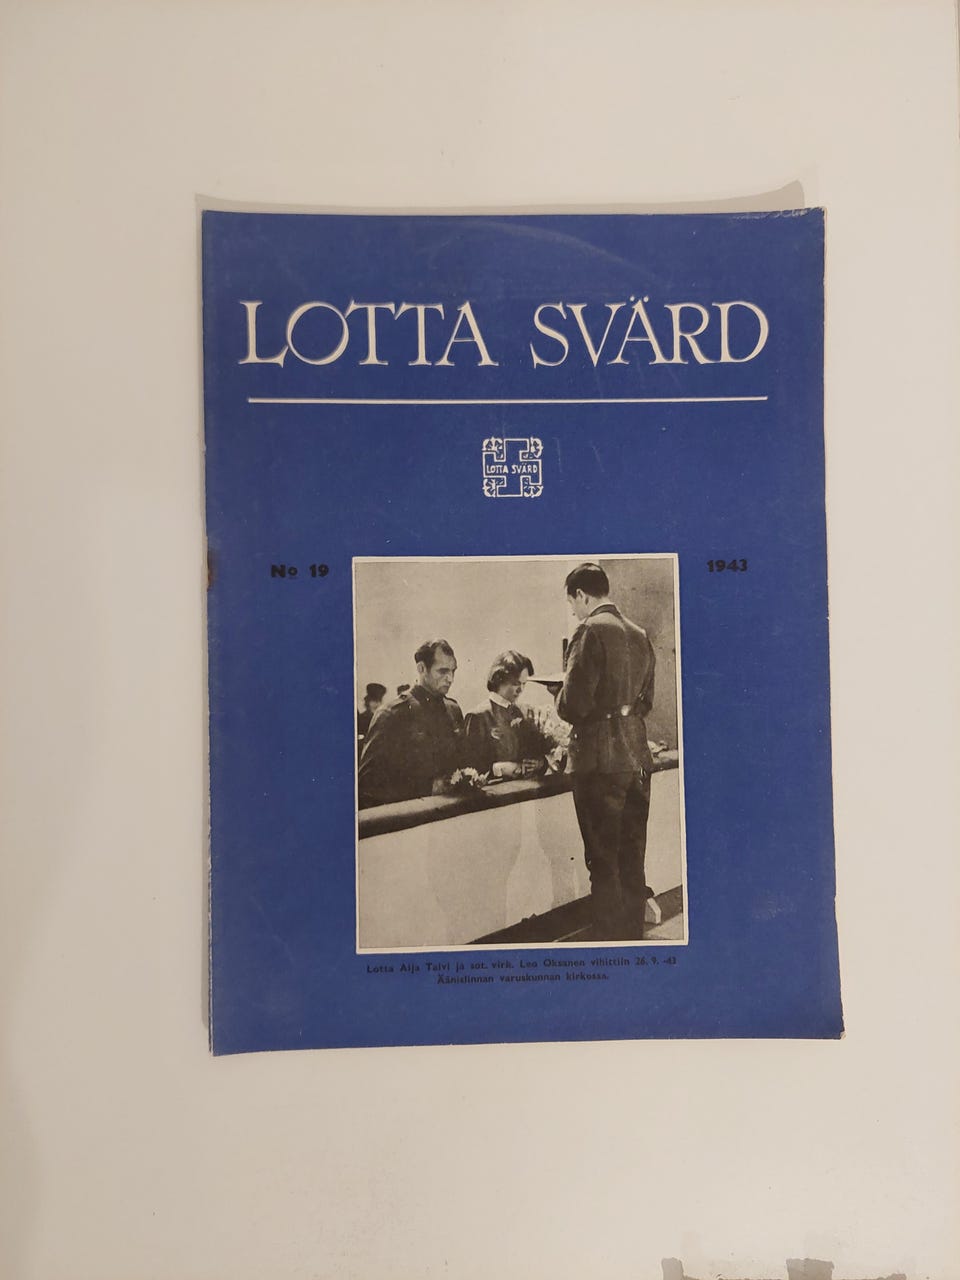 LOTTA SVÄRD
LOTTA SVÄRD
No 19
1943
Lotta Aija Talvi ja sot. virk. Leo Oksanen vihittiin 26. 9. -43
Äänislinnan varuskunnan kirkossa.